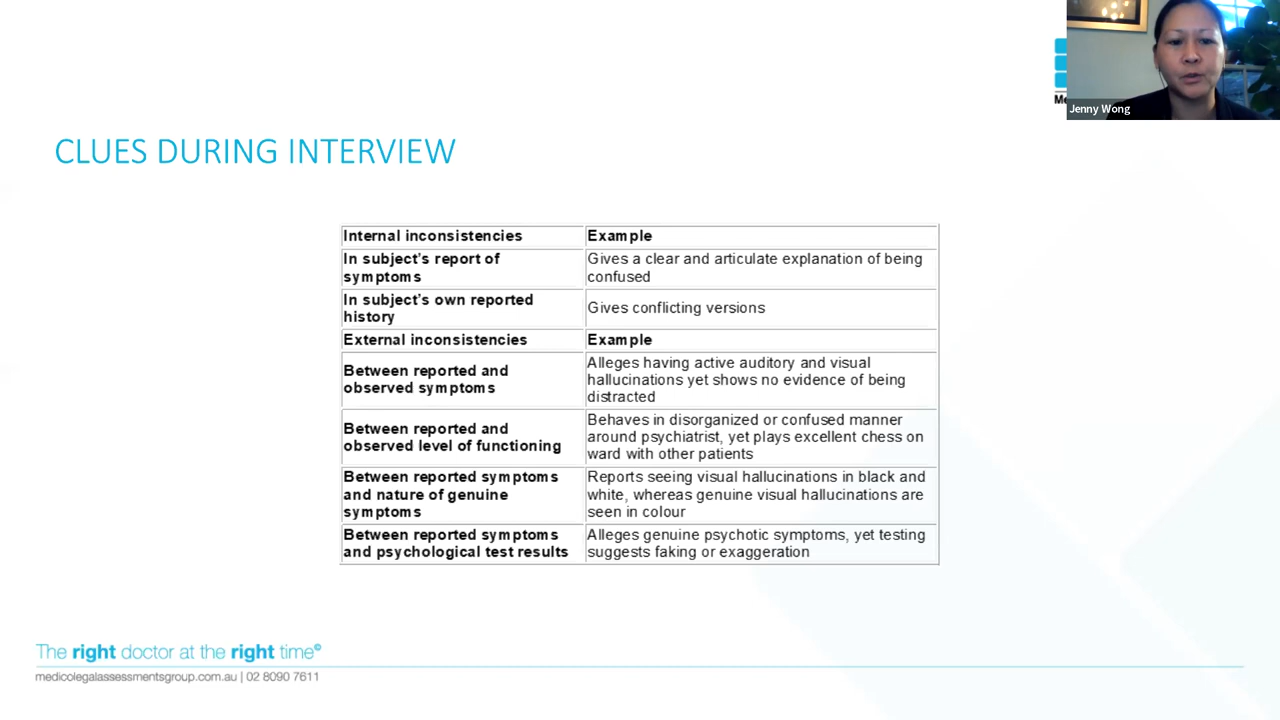 Me
Jenny Wong
CLUES DURING INTERVIEW
Internal inconsistencies
Example
In subject's report of
symptoms
Gives a clear and articulate explanation of being
confused
In subject's own reported
history
Gives conflicting versions
External inconsistencies
Example
Between reported and
observed symptoms
Alleges having active auditory and visual
hallucinations yet shows no evidence of being
distracted
Between reported and
observed level of functioning
Behaves in disorganized or confused manner
around psychiatrist, yet plays excellent chess on
ward with other patients
Between reported symptoms
and nature of genuine
symptoms
Reports seeing visual hallucinations in black and
white, whereas genuine visual hallucinations are
seen in colour
Between reported symptoms
and psychological test results
Alleges genuine psychotic symptoms, yet testing
suggests faking or exaggeration
The right doctor at the right time©
medicolegalassessmentsgroup.com.au | 02 8090 7611